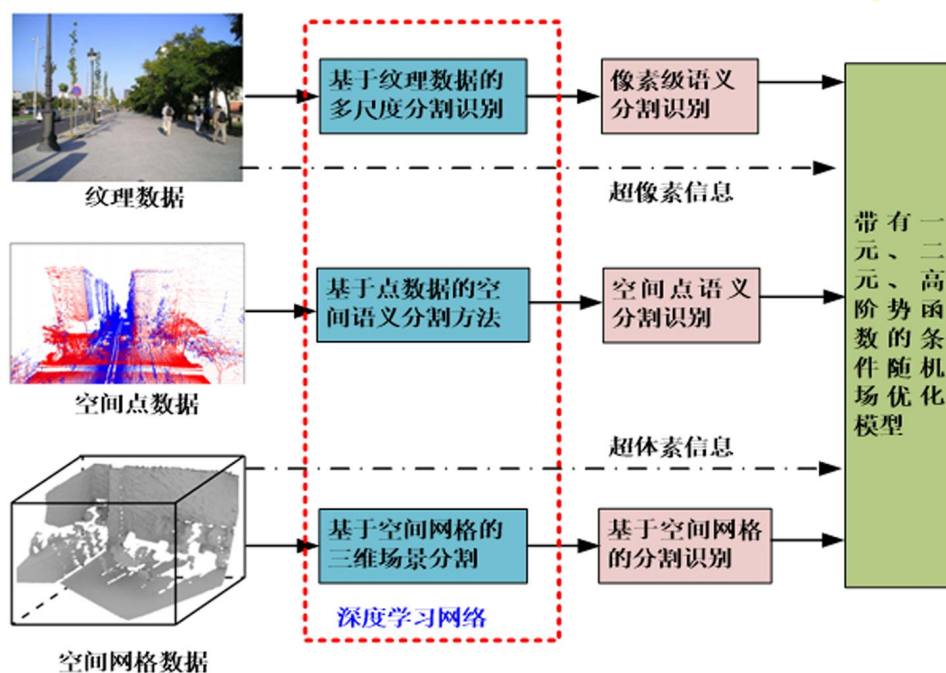 基于纹理数据的
多尺度分割识别
像素级语义
分割识别
纹理数据
超像素信息
基于点数据的空
间语义分割方法
空间点语义
分割识别
空间点数据
带有一
元、二
元、高
阶势函
数的条
件随机
场优化
模型
超体素信息
基于空间网格的
三维场景分割
基于空间网格
的分割识别
深度学习网络
空间网格数据